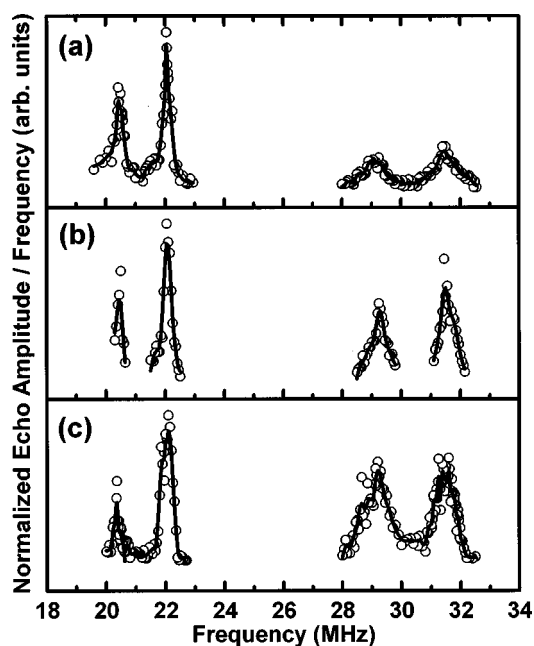 Normalized Echo Amplitude / Frequency (arb. units)
(a)
(b)
(c)
18 20 22 24 26 28 30 32 34
Frequency (MHz)